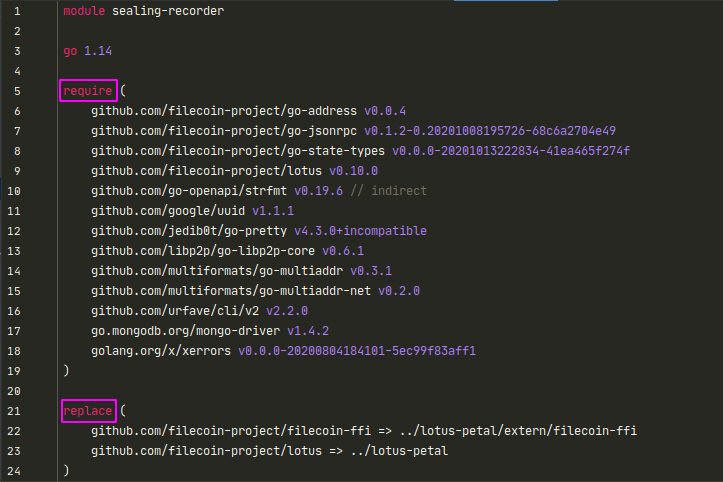 1 module sealing-recorder
2
3 go 1.14
4
5 require (
6 github.com/filecoin-project/go-address v0.0.4
7 github.com/filecoin-project/go-jsonrpc v0.1.2-0.20201008195726-68c6a2704e49
8 github.com/filecoin-project/go-state-types v0.0.0-20201013222834-41ea465f274f
9 github.com/filecoin-project/lotus v0.10.0
10 github.com/go-openapi/strfmt v0.19.6 // indirect
11 github.com/google/uuid v1.1.1
12 github.com/jedib0t/go-pretty v4.3.0+incompatible
13 github.com/libp2p/go-libp2p-core v0.6.1
14 github.com/multiformats/go-multiaddr v0.3.1
15 github.com/multiformats/go-multiaddr-net v0.2.0
16 github.com/urfave/cli/v2 v2.2.0
17 go.mongodb.org/mongo-driver v1.4.2
18 golang.org/x/xerrors v0.0.0-20200804184101-5ec99f83aff1
19 )
20
21 replace (
22 github.com/filecoin-project/filecoin-ffi => ../lotus-petal/extern/filecoin-ffi
23 github.com/filecoin-project/lotus => ../lotus-petal
24 )